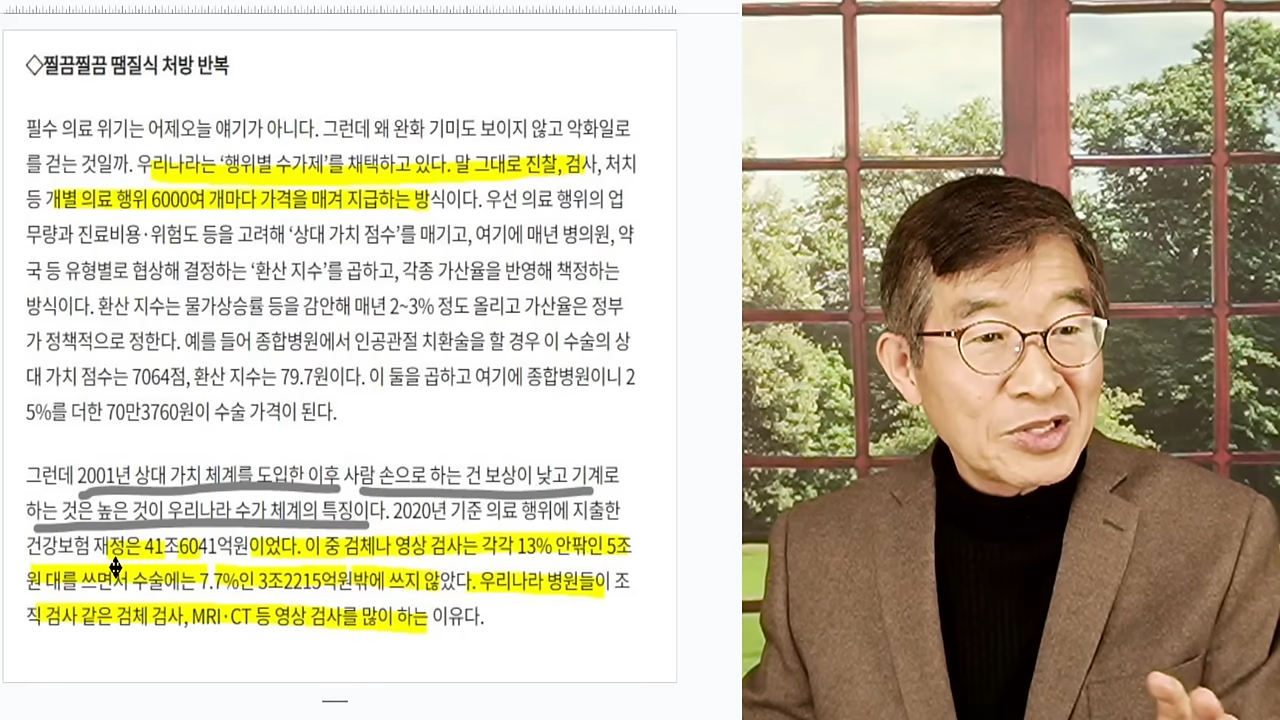 ◇찔끔찔끔 땜질식 처방 반복
필수 의료 위기는 어제오늘 얘기가 아니다. 그런데 왜 완화 기미도 보이지 않고 악화일로
를 걷는 것일까. 우리나라는 ‘행위별 수가제’를 채택하고 있다. 말 그대로 진찰, 검사, 처치
등 개별 의료 행위 6000여 개마다 가격을 매겨 지급하는 방식이다. 우선 의료 행위의 업
무량과 진료비용·위험도 등을 고려해 ‘상대 가치 점수’를 매기고, 여기에 매년 병의원, 약
국 등 유형별로 협상해 결정하는 ‘환산 지수’를 곱하고, 각종 가산율을 반영해 책정하는
방식이다. 환산 지수는 물가상승률 등을 감안해 매년 2~3% 정도 올리고 가산율은 정부
가 정책적으로 정한다. 예를 들어 종합병원에서 인공관절 치환술을 할 경우 이 수술의 상
대 가치 점수는 7064점, 환산 지수는 79.7원이다. 이 둘을 곱하고 여기에 종합병원이니 2
5%를 더한 70만3760원이 수술 가격이 된다.
그런데 2001년 상대 가치 체계를 도입한 이후 사람 손으로 하는 건 보상이 낮고 기계로
하는 것은 높은 것이 우리나라 수가 체계의 특징이다. 2020년 기준 의료 행위에 지출한
건강보험 재정은 41조6041억원이었다. 이 중 검체나 영상 검사는 각각 13% 안팎인 5조
원 대를 쓰면서 수술에는 7.7%인 3조2215억원밖에 쓰지 않았다. 우리나라 병원들이 조
직 검사 같은 검체 검사, MRI·CT 등 영상 검사를 많이 하는 이유다.